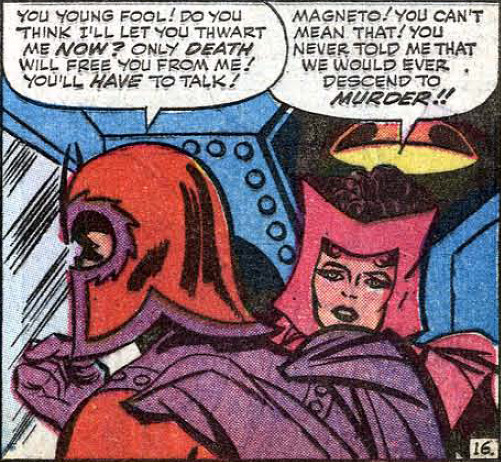 YOU YOUNG FOOL! DO YOU
THINK I'LL LET YOU THWART
ME NOW? ONLY DEATH
WILL FREE YOU FROM ME!
YOU'LL HAVE TO TALK!
MAGNETO! YOU CAN'T
MEAN THAT! YOU
NEVER TOLD ME THAT
WE WOULD EVER
DESCEND TO
MURDER!!
16.